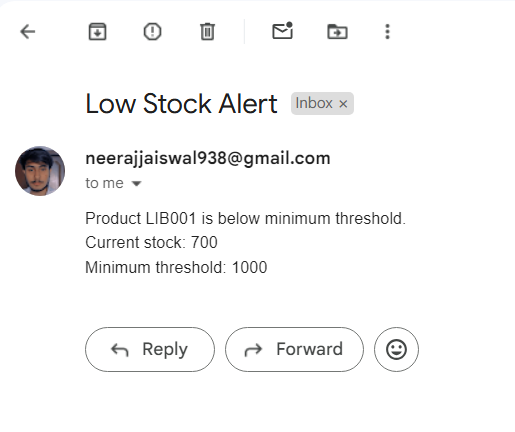 Low Stock Alert Inbox ×
neerajjaiswal938@gmail.com
to me
Product LIB001 is below minimum threshold.
Current stock: 700
Minimum threshold: 1000
Reply Forward